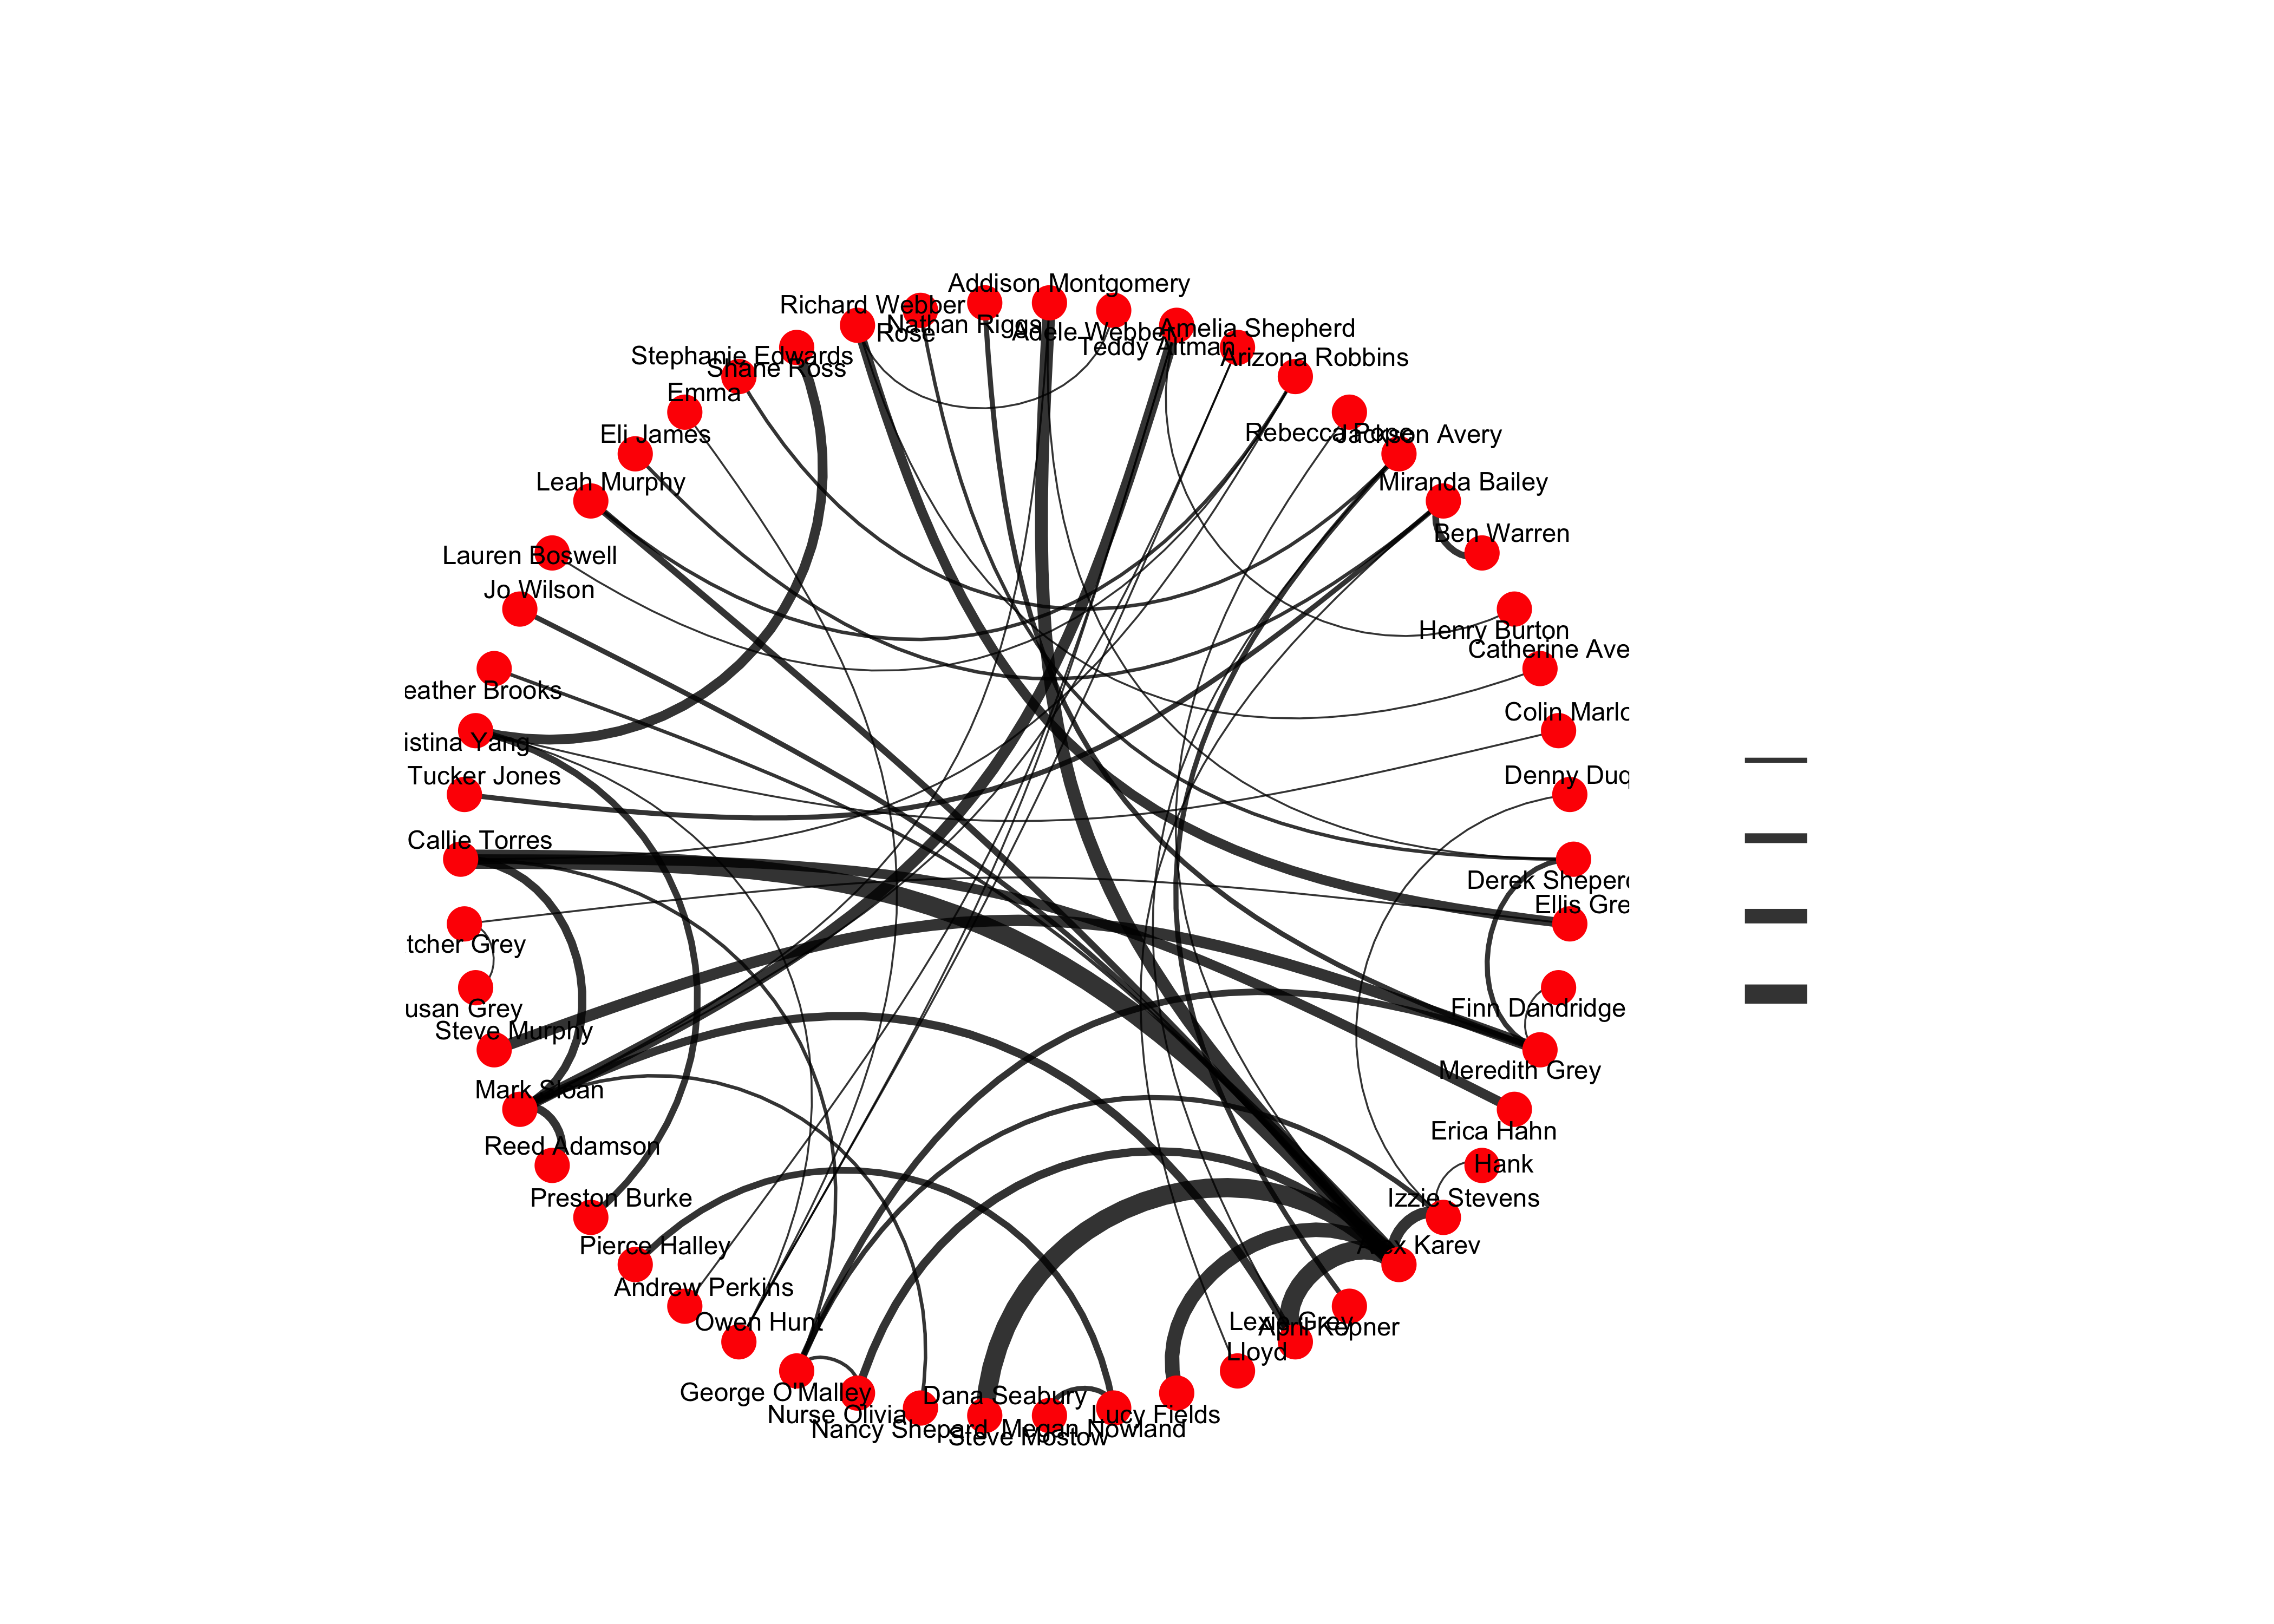 Addison Montgomery
Richard Webber
Nathan Riggs
Adele Webber
Amelia Shepherd
Rose
Teddy Altman
Stephanie Edwards
Arizona Robbins
Shane Ross
Emma
Eli James
Rebecca Pope
Jackson Avery
Leah Murphy
Miranda Bailey
Ben Warren
Lauren Boswell
Jo Wilson
Henry Burton
Catherine Ave
eather Brooks
Colin Marlc
istina Yang
Tucker Jones
Denny Duq
Callie Torres
Derek Sheper
Ellis Gre
tcher Grey
usan Grey
Finn Dandridge
Steve Murphy
Meredith Grey
Mark Sloan
Erica Hahn
Reed Adamson
Hank
Preston Burke
Izzie Stevens
Pierce Halley
Alex Karev
Andrew Perkins
Owen Hunt
Lexie Grey
April Kepner
Lloyd
George O'Malley
Dana Seabury
Nurse Olivia
Lucy Fields
Nancy Shepard
Megan Nowland
Steve Mostow